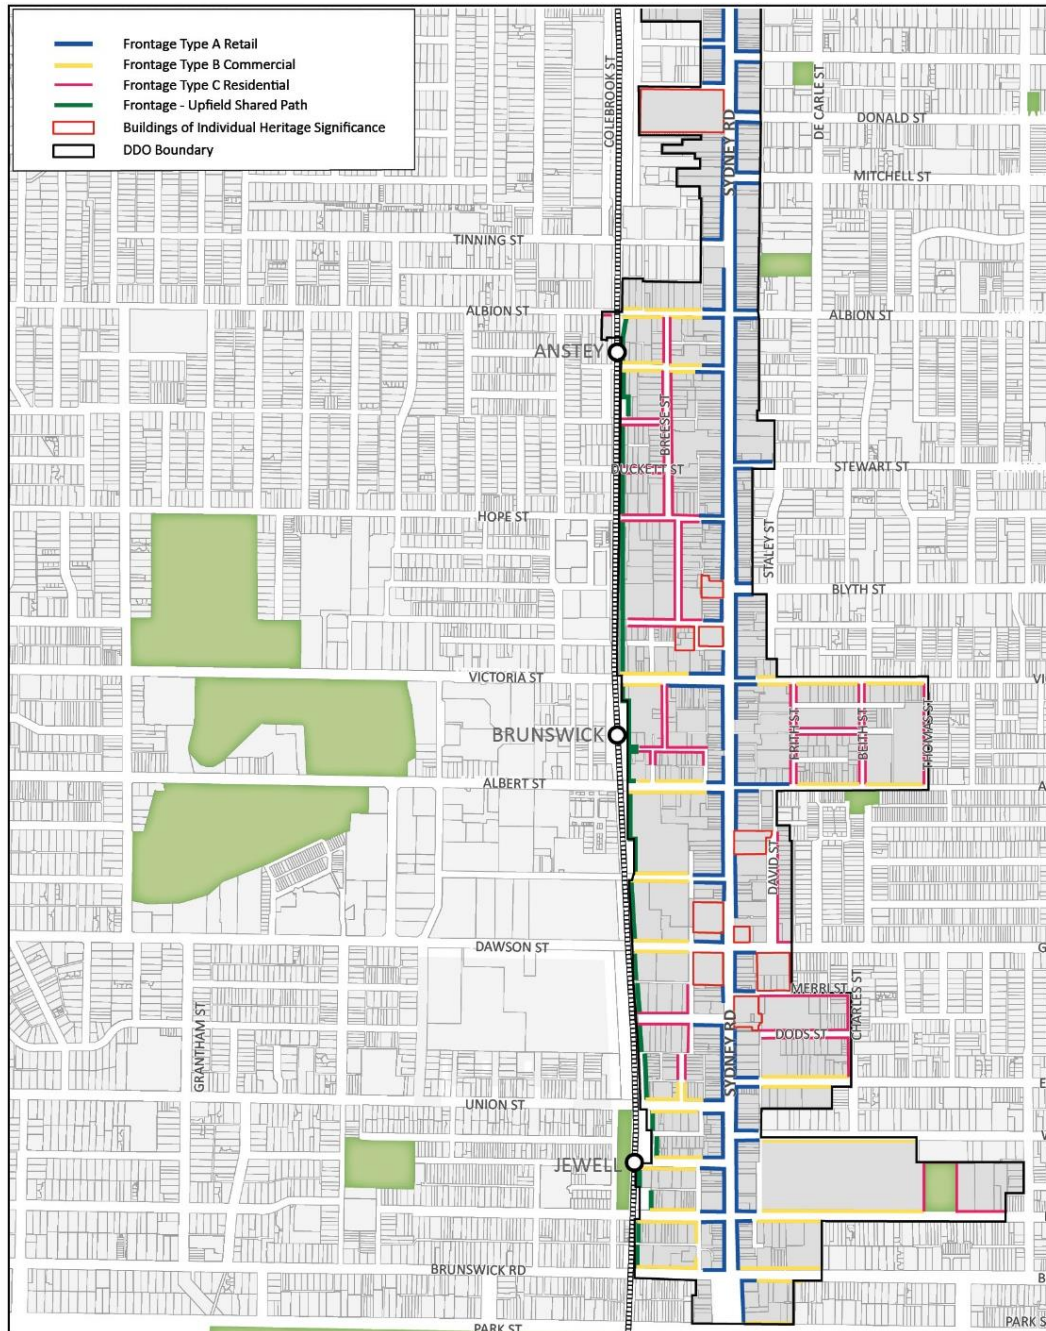 Frontage Type A Retail
Frontage Type B Commercial
Frontage Type C Residential
Frontage - Upfield Shared Path
Buildings of Individual Heritage Significance
DDO Boundary
COLEBROOK ST
SYDNEY RD
DE CARLE ST
DONALD ST
MITCHELL ST
TINNING ST
ALBION ST
ALBION ST
ANSTEY
BREESE ST
DUCKETT ST
STEWART ST
HOPE ST
STALEY ST
BLYTH ST
VICTORIA ST
VI
BRUNSWICK
FRITH ST
BEITH ST
THOMAS ST
ALBERT ST
A
DAVID ST
DAWSON ST
G
MERRI ST
CHARLES ST
DODS ST
SYDNEY RD
GRANTHAM ST
UNION ST
E
V
JEWELL
BRUNSWICK RD
B
PARK ST
PARK S